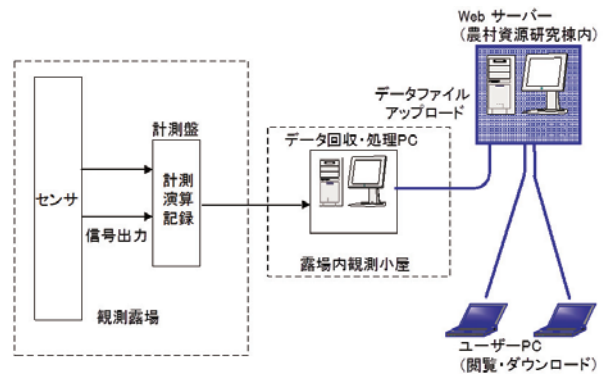 Web サーバー
(農村資源研究棟内)
データファイル
アップロード
計測盤
データ回収・処理PC
センサ
計測
演算
記録
信号出力
露場内観測小屋
観測露場
ユーザーPC
(閲覧・ダウンロード)